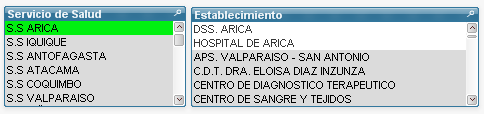 Servicio de Salud
S.S ARICA
S.S IQUIQUE
S.S ANTOFAGASTA
S.S ATACAMA
S.S COQUIMBO
S.S VALPARAISO
Establecimiento
DSS. ARICA
HOSPITAL DE ARICA
APS. VALPARAISO - SAN ANTONIO
C.D.T. DRA. ELOISA DIAZ INZUNZA
CENTRO DE DIAGNOSTICO TERAPEUTICO
CENTRO DE SANGRE Y TEJIDOS